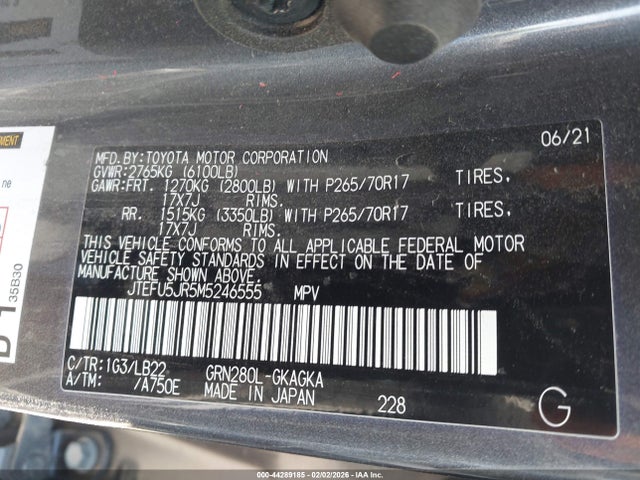 MENT
ne
35B30
MFD.BY:TOYOTA MOTOR CORPORATION 06/21
GVWR:2765KG (6100LB)
GAWR:FRT. 1270KG (2800LB) WITH P265/70R17 TIRES,
17X7J RIMS.
RR. 1515KG (3350LB) WITH P265/70R17 TIRES,
17X7J RIMS.
THIS VEHICLE CONFORMS TO ALL APPLICABLE FEDERAL MOTOR
VEHICLE SAFETY STANDARDS IN EFFECT ON THE DATE OF
MANUFACTURE SHOWN ABOVE.
JTEFU5JR5M5246555 MPV
C/TR:1G3/LB22 GRN280L-GKAGKA
A/TM: /A750E MADE IN JAPAN 228 G
000-44289185 - 02/02/2026 - IAA Inc.